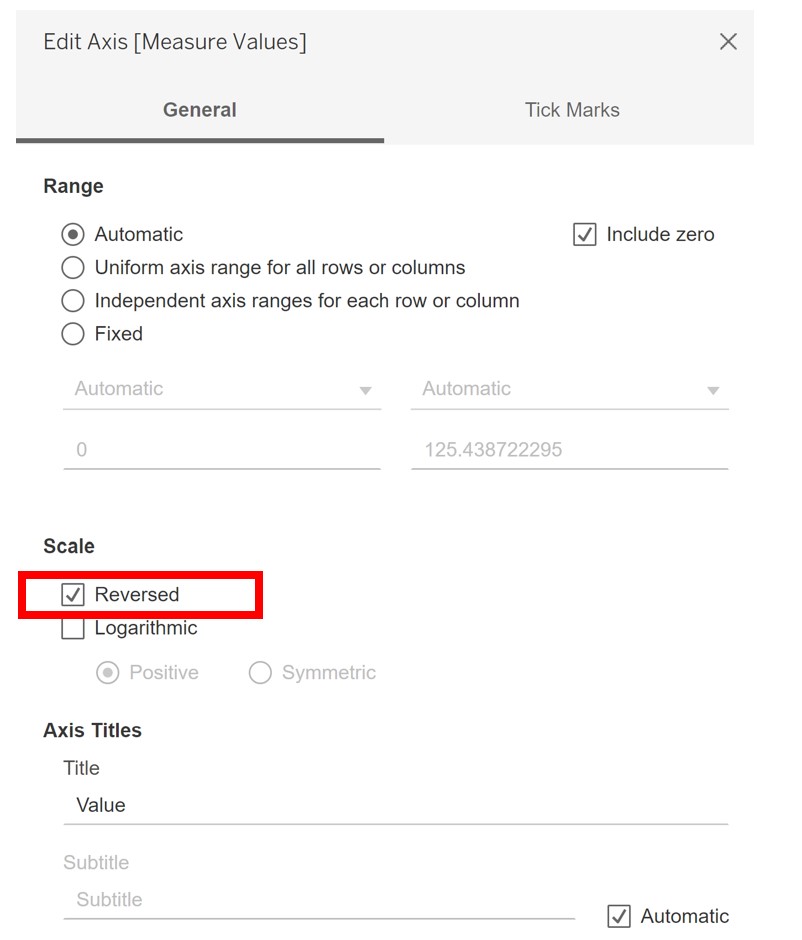 Edit Axis [Measure Values]
General
Tick Marks
Range
Automatic
Include zero
Uniform axis range for all rows or columns
Independent axis ranges for each row or column
Fixed
Automatic
Automatic
0
125.438722295
Scale
Reversed
Logarithmic
Positive
Symmetric
Axis Titles
Title
Value
Subtitle
Subtitle
Automatic